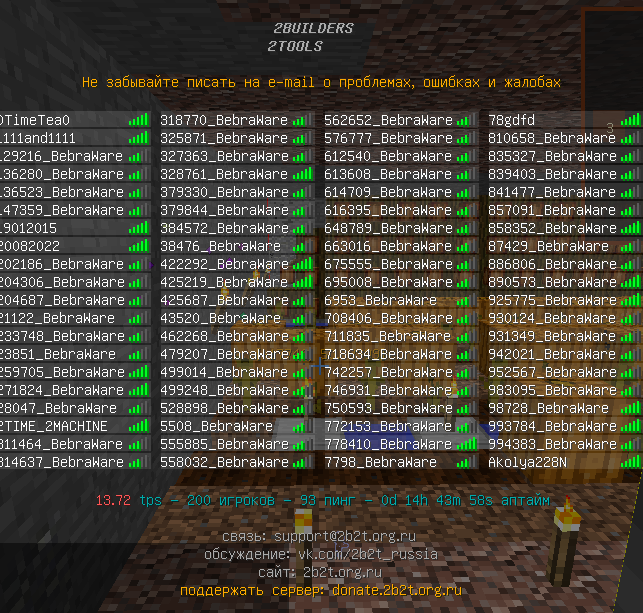 2BUILDERS
2TOOLS
Не забывайте писать на e-mail о проблемах, ошибках и жалобах
0TimeTea0 318770_BebraWare 562652_BebraWare 78gdfd
1111and1111 325871_BebraWare 576777_BebraWare 810658_BebraWare
129216_BebraWare 327363_BebraWare 612540_BebraWare 835327_BebraWare
136280_BebraWare 328761_BebraWare 613608_BebraWare 839403_BebraWare
136523_BebraWare 379330_BebraWare 614709_BebraWare 841477_BebraWare
147359_BebraWare 379844_BebraWare 616395_BebraWare 857091_BebraWare
19012015 384572_BebraWare 648789_BebraWare 858352_BebraWare
20082022 38476_BebraWare 663016_BebraWare 87429_BebraWare
202186_BebraWare 422292_BebraWare 675555_BebraWare 886806_BebraWare
204306_BebraWare 425219_BebraWare 695008_BebraWare 890573_BebraWare
204687_BebraWare 425687_BebraWare 6953_BebraWare 925775_BebraWare
21122_BebraWare 43520_BebraWare 708406_BebraWare 930124_BebraWare
233748_BebraWare 462268_BebraWare 711835_BebraWare 931349_BebraWare
23851_BebraWare 479207_BebraWare 718634_BebraWare 942021_BebraWare
259705_BebraWare 499014_BebraWare 742257_BebraWare 952567_BebraWare
271824_BebraWare 499248_BebraWare 746931_BebraWare 983095_BebraWare
28047_BebraWare 528898_BebraWare 750593_BebraWare 98728_BebraWare
2TIME_2MACHINE 5508_BebraWare 772153_BebraWare 993784_BebraWare
311464_BebraWare 555885_BebraWare 778410_BebraWare 994383_BebraWare
314637_BebraWare 558032_BebraWare 7798_BebraWare Akolya228N
13.72 tps – 200 игроков – 93 пинг – 0d 14h 43m 58s аптайм
связь: support@2b2t.org.ru
обсуждение: vk.com/2b2t_russia
сайт: 2b2t.org.ru
поддержать сервер: donate.2b2t.org.ru